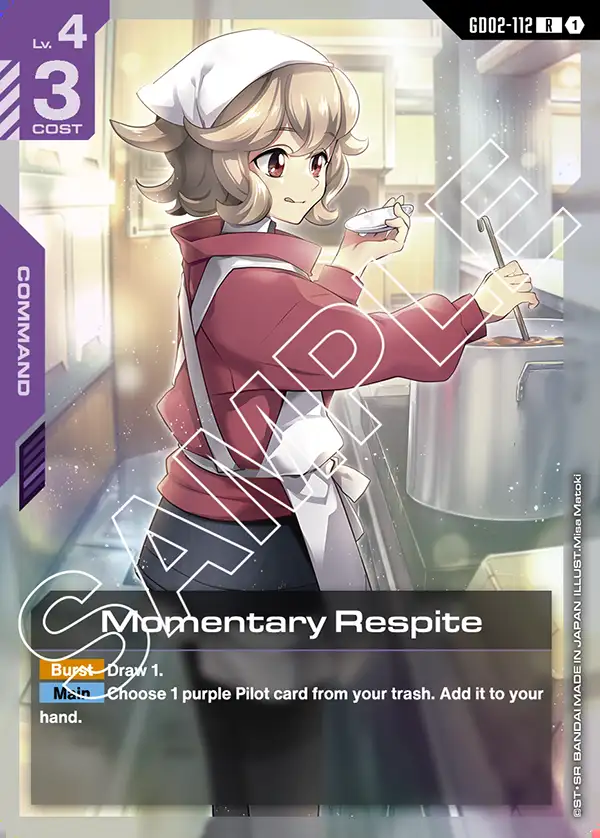 Lv. 4
3
COST
GD02-112 R 1
COMMAND
SAMPLE
Momentary Respite
Burst Draw 1.
Main Choose 1 purple Pilot card from your trash. Add it to your
hand.
©ST・SR BANDAI MADE IN JAPAN ILLUST.Misa Matoki